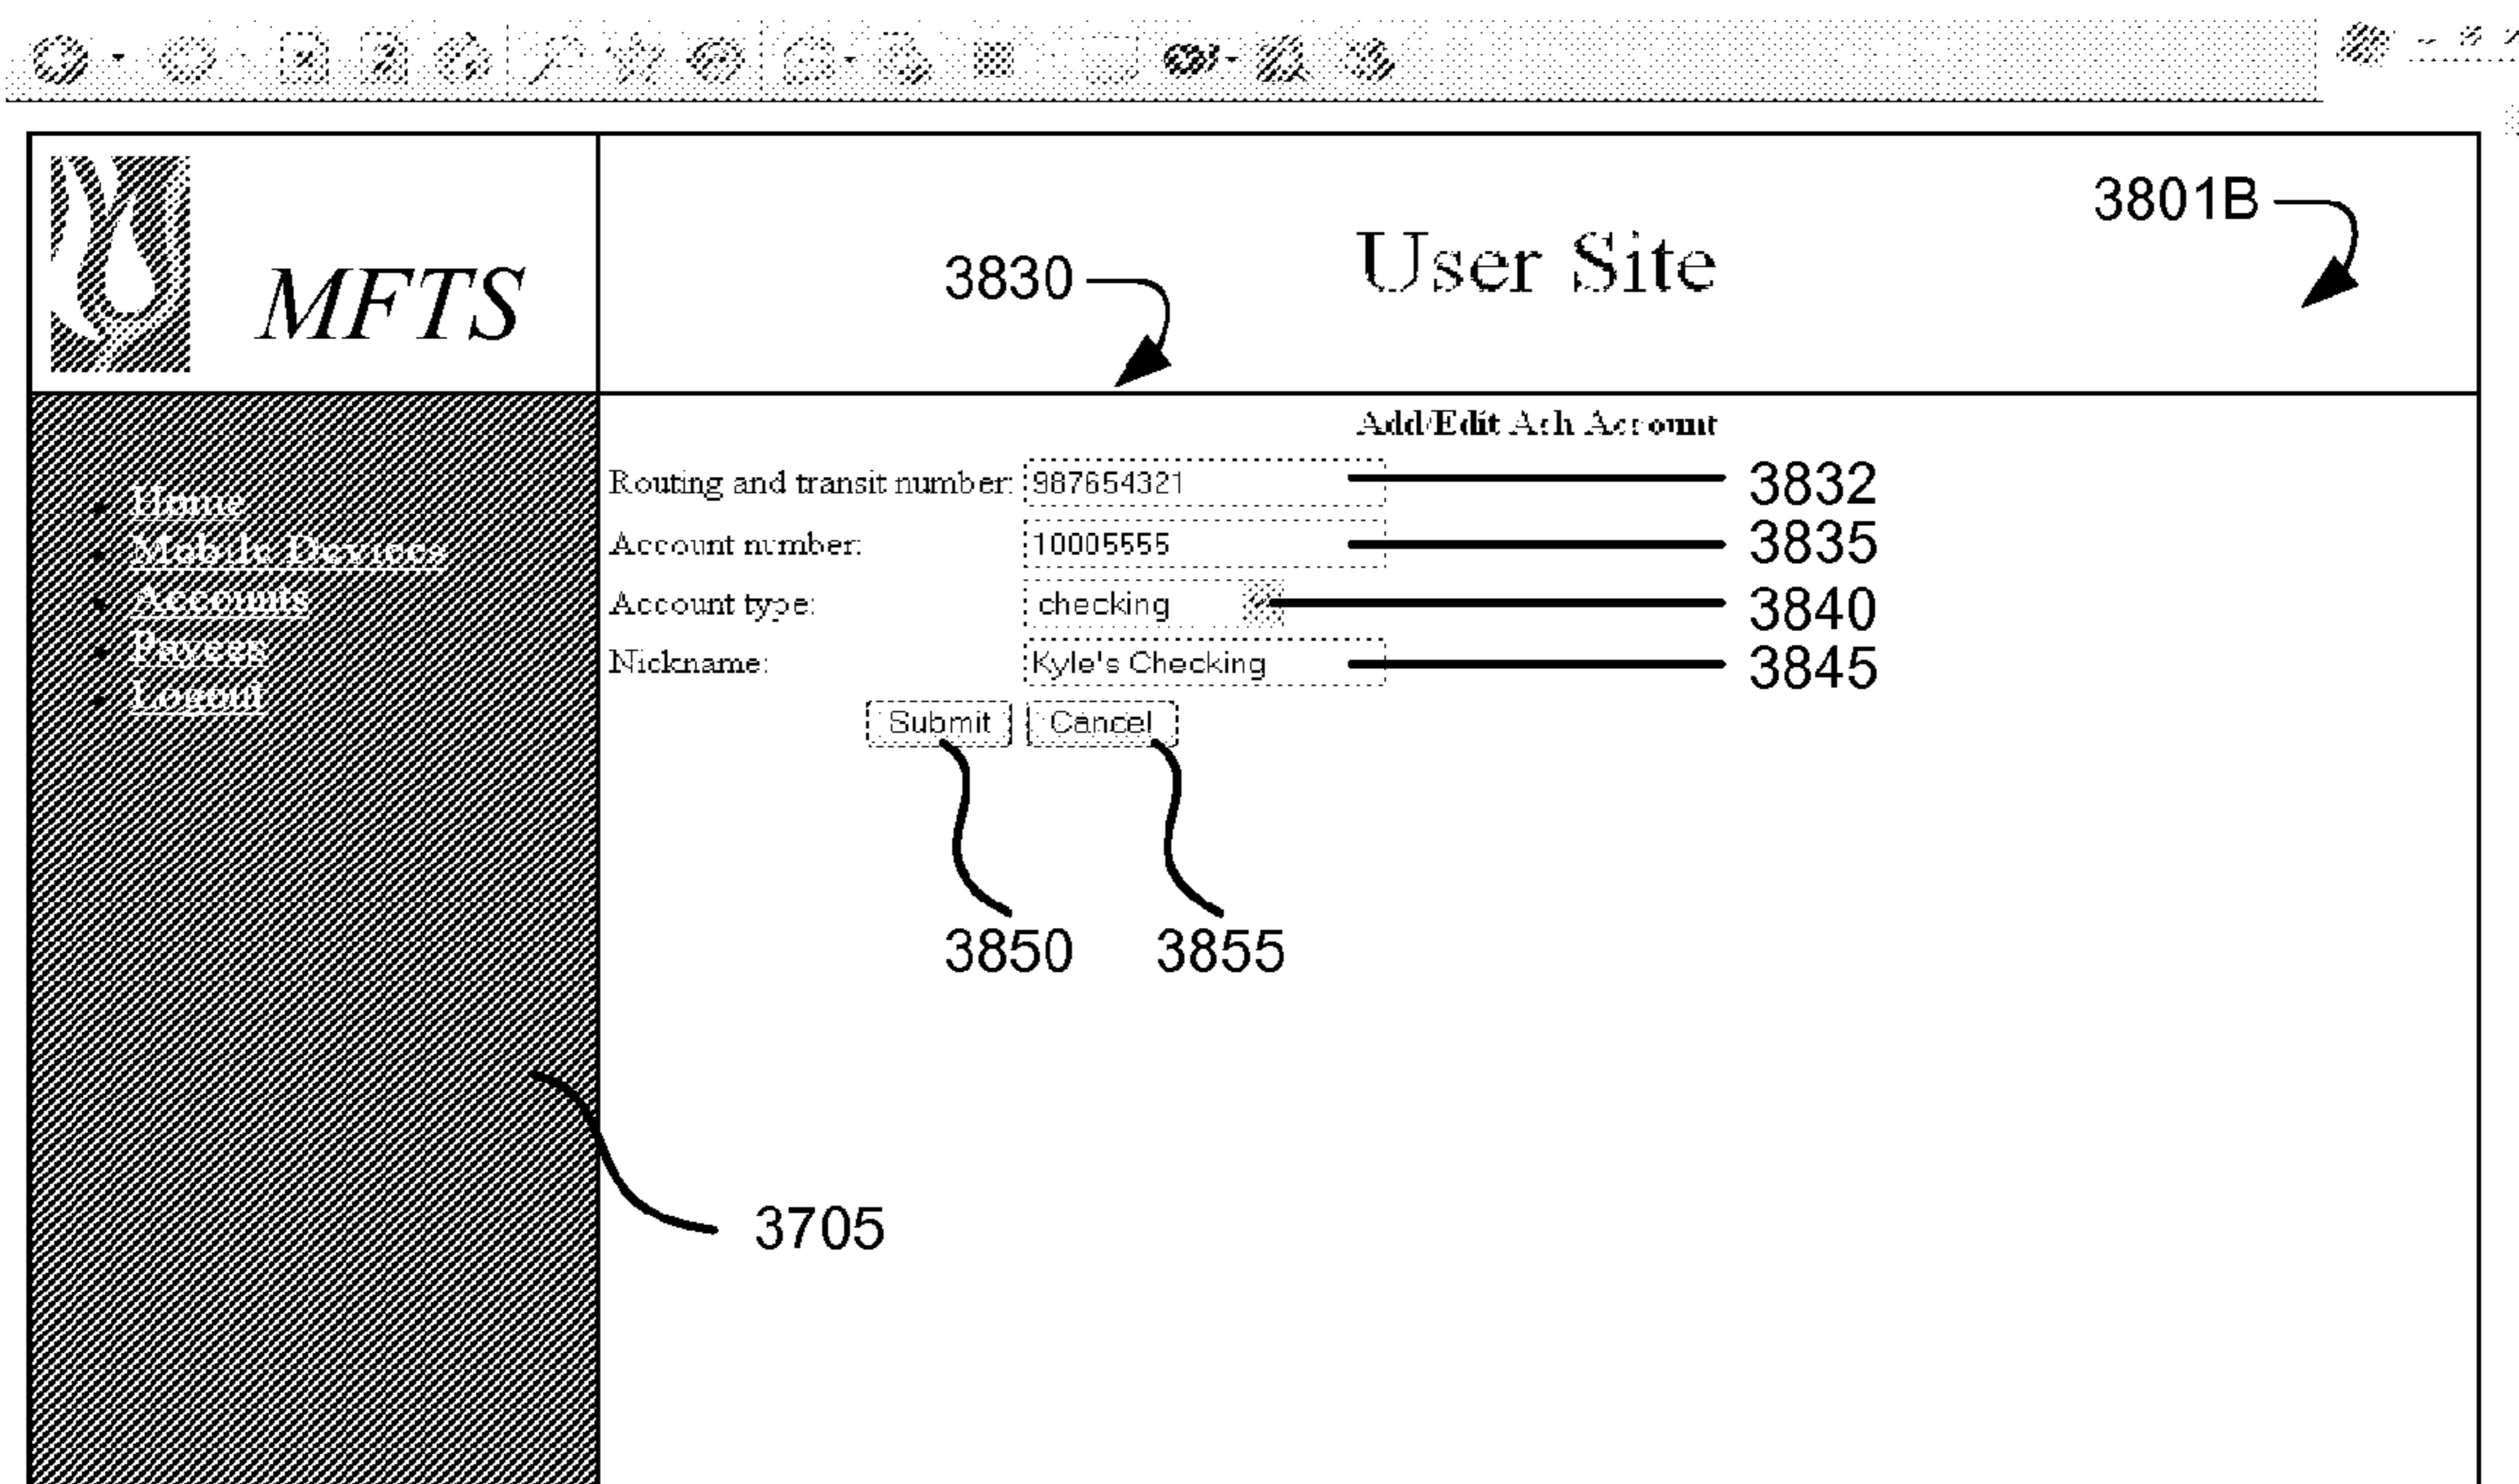 3801B
User Site
3830
MFTS
Add/Edit Ach Account
Routing and transit number: 987654321 3832
Account number: 10005555 3835
Account type: checking 3840
Nickname: Kyle's Checking 3845
Submit Cancel
Home
Mobile Devices
Accounts
Payees
Logout
3850 3855
3705